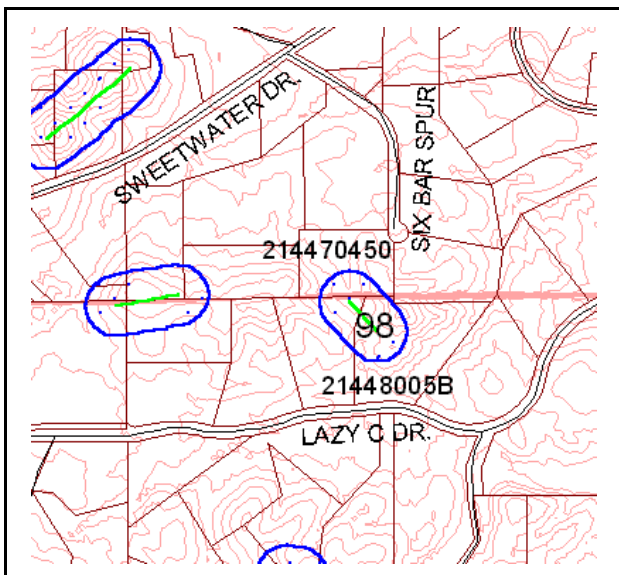 SWEETWATER DR.
SIX BAR SPUR
214470450
98
21448005B
LAZY C DR.